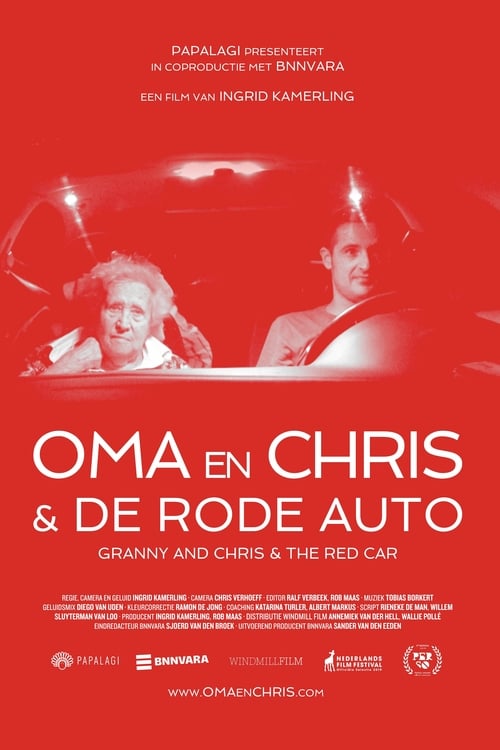 PAPALAGI PRESENTEERT
IN COPRODUCTIE MET BNNVARA
EEN FILM VAN INGRID KAMERLING
OMA EN CHRIS
& DE RODE AUTO
GRANNY AND CHRIS & THE RED CAR
REGIE, CAMERA EN GELUID INGRID KAMERLING · CAMERA CHRIS VERHOEFF · EDITOR RALF VERBEEK, ROB MAAS · MUZIEK TOBIAS BORKERT
GELUIDSMIX DIEGO VAN UDEN · KLEURCORRECTIE RAMON DE JONG · COACHING KATARINA TURLER, ALBERT MARKUS · SCRIPT RIENEKE DE MAN, WILLEM
SLUYTERMAN VAN LOO · PRODUCENT INGRID KAMERLING, ROB MAAS · DISTRIBUTIE WINDMILL FILM ANNEMIEK VAN DER HELL, WALLIE POLLÉ
EINDREDACTEUR BNNVARA SJOERD VAN DEN BROEK · UITVOEREND PRODUCENT BNNVARA SANDER VAN DEN EEDEN
PAPALAGI
BNNVARA
WINDMILLFILM
NEDERLANDS
FILM FESTIVAL
WWW.OMAENCHRIS.COM